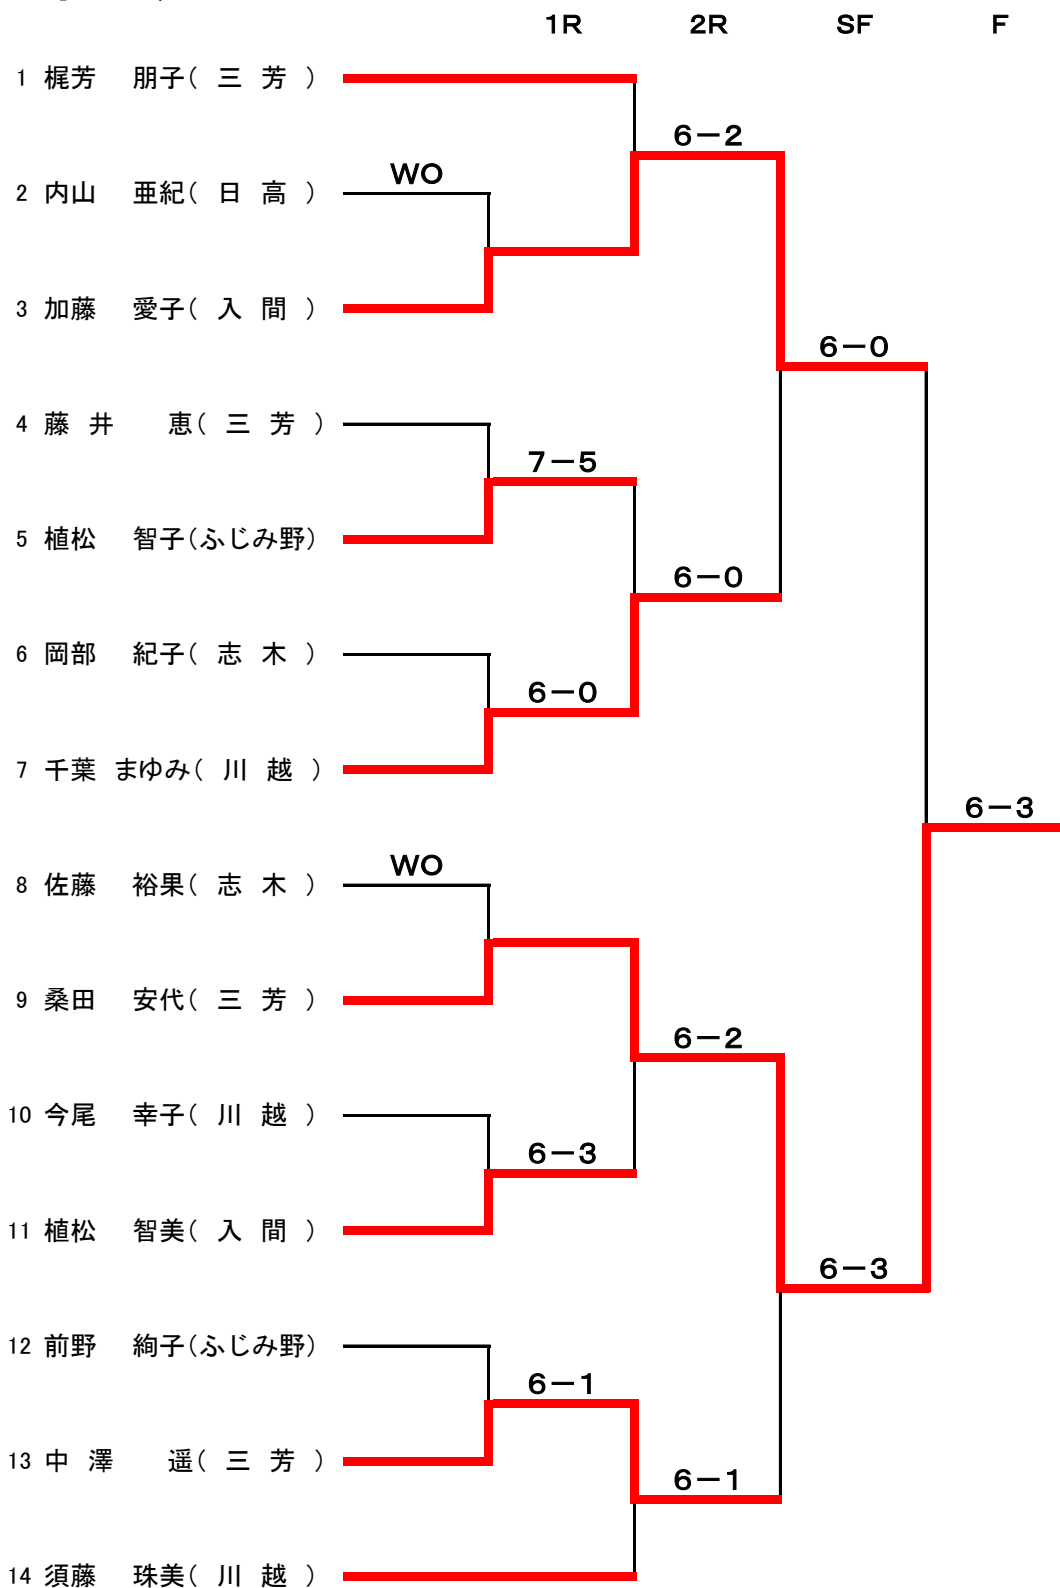 1R 2R SF F
1 梶芳 朋子( 三 芳 )
6-2
WO
2 内山 亜紀( 日 高 )
3 加藤 愛子( 入 間 )
6-0
4 藤 井 恵( 三 芳 )
7-5
5 植松 智子(ふじみ野)
6-0
6 岡部 紀子( 志 木 )
6-0
7 千葉 まゆみ( 川 越 )
6-3
WO
8 佐藤 裕果( 志 木 )
9 桑田 安代( 三 芳 )
6-2
10 今尾 幸子( 川 越 )
6-3
11 植松 智美( 入 間 )
6-3
12 前野 絢子(ふじみ野)
6-1
13 中 澤 遥( 三 芳 )
6-1
14 須藤 珠美( 川 越 )